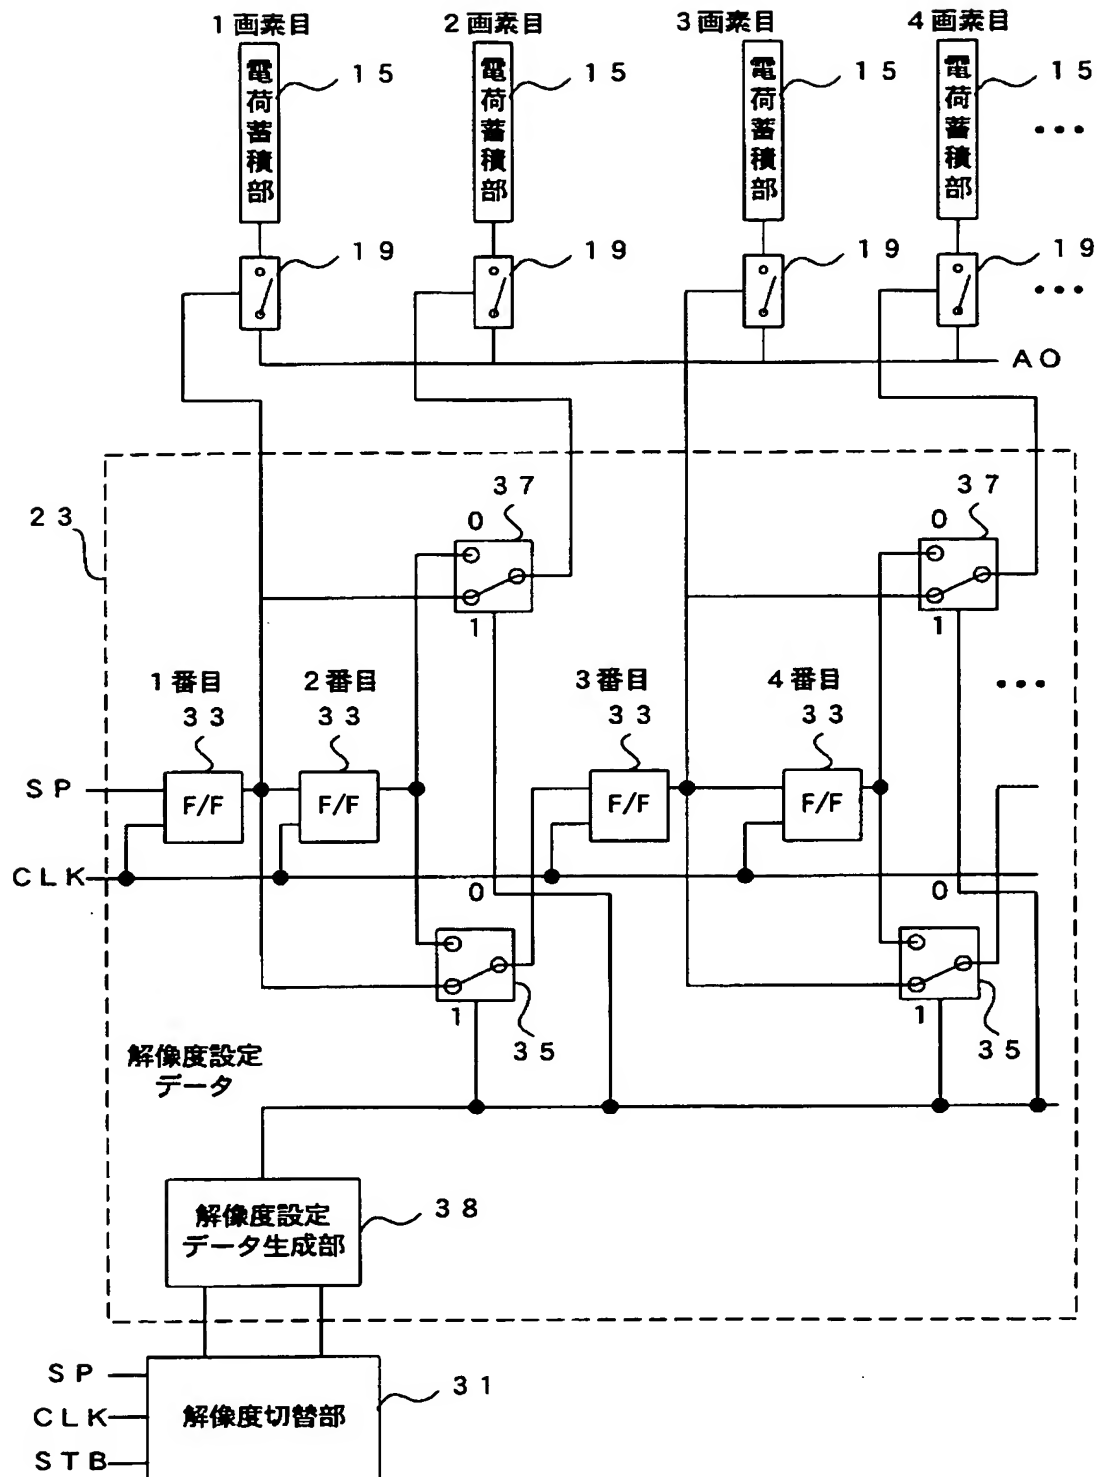 1画素目 2画素目 3画素目 4画素目
電荷蓄積部 15 電荷蓄積部 15 電荷蓄積部 15 電荷蓄積部 15
•••
19 19 19 19
•••
AO
23
37 37
0 0
1 1
1番目 2番目 3番目 4番目
33 33 33 33
•••
SP F/F F/F F/F F/F
CLK
0 0
1 1
35 35
解像度設定
データ
解像度設定
データ生成部
38
SP
CLK
STB
解像度切替部
31